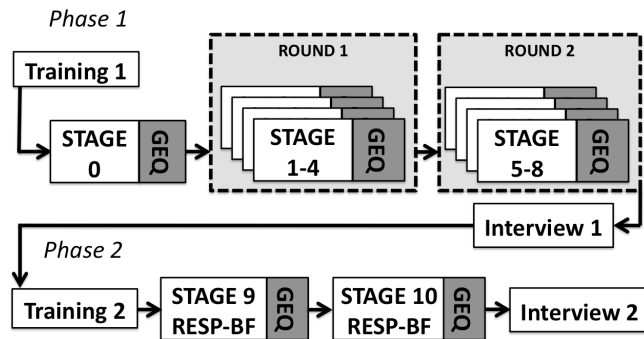 Phase 1
ROUND 1
ROUND 2
Training 1
STAGE
0
GEQ
STAGE
1-4
GEQ
STAGE
5-8
GEQ
Interview 1
Phase 2
Training 2
STAGE 9
RESP-BF
GEQ
STAGE 10
RESP-BF
GEQ
Interview 2